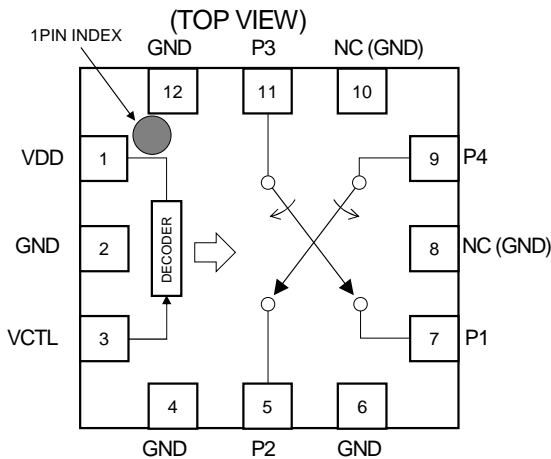 (TOP VIEW)
1PIN INDEX
GND P3 NC (GND)
12 11 10
VDD 1 9 P4
GND 2 DECODER 8 NC (GND)
VCTL 3 7 P1
4 5 6
GND P2 GND